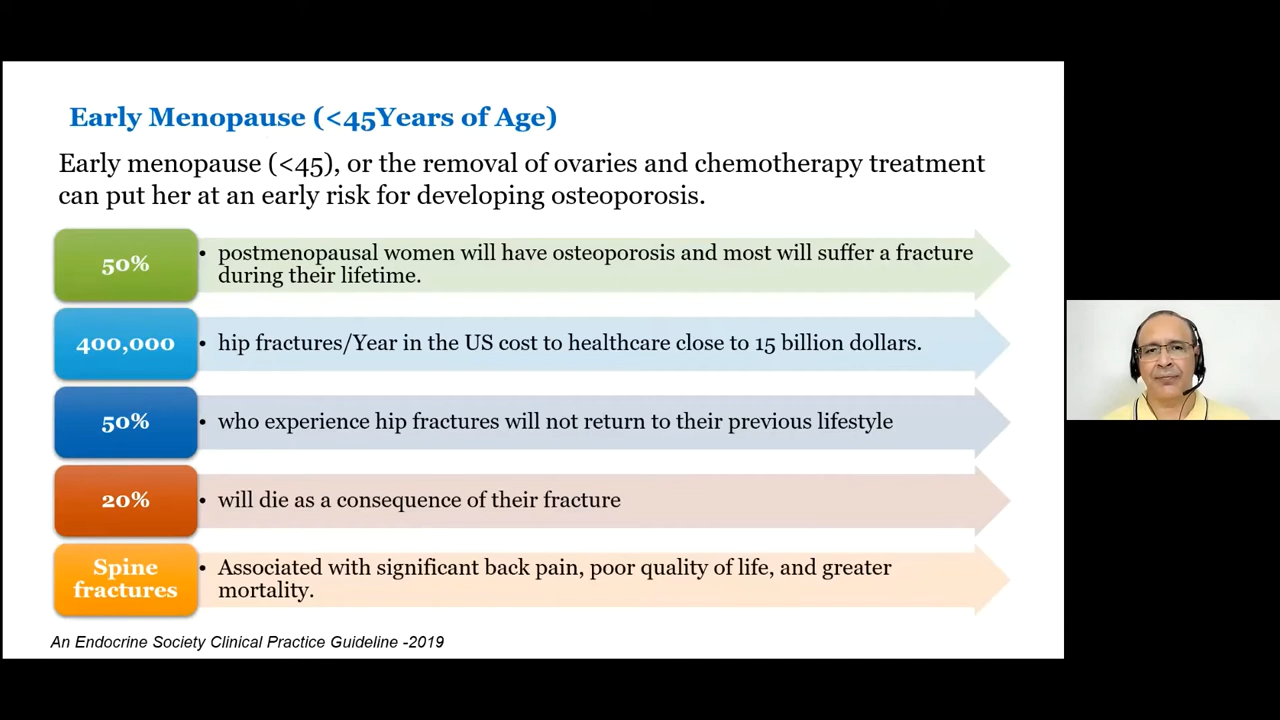 Early Menopause (<45Years of Age)
Early menopause (<45), or the removal of ovaries and chemotherapy treatment
can put her at an early risk for developing osteoporosis.
50%
• postmenopausal women will have osteoporosis and most will suffer a fracture
during their lifetime.
400,000
• hip fractures/Year in the US cost to healthcare close to 15 billion dollars.
50%
• who experience hip fractures will not return to their previous lifestyle
20%
• will die as a consequence of their fracture
Spine
fractures
• Associated with significant back pain, poor quality of life, and greater
mortality.
An Endocrine Society Clinical Practice Guideline -2019